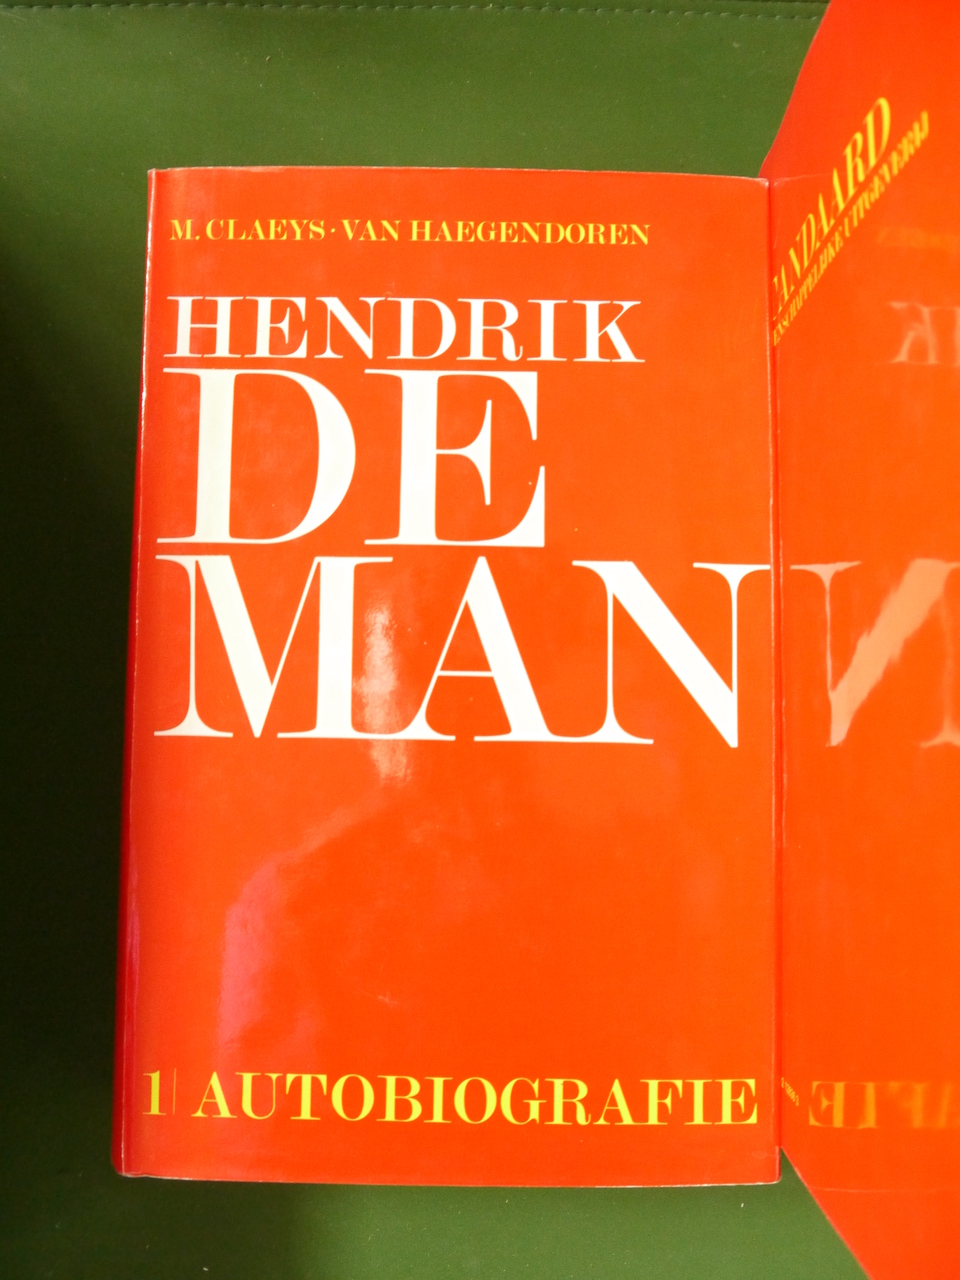 M. CLAEYS · VAN HAEGENDOREN
HENDRIK
DE
MAN
1| AUTOBIOGRAFIE